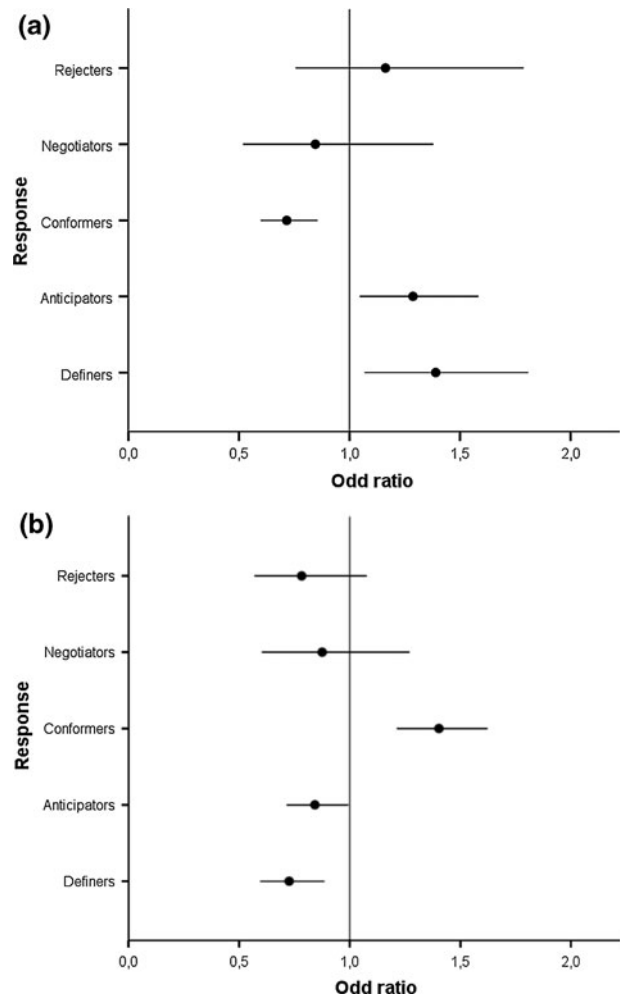 (a)
Rejecters
Negotiators
Conformers
Anticipators
Definers
Response
0,0 0,5 1,0 1,5 2,0
Odd ratio
(b)
Rejecters
Negotiators
Conformers
Anticipators
Definers
Response
0,0 0,5 1,0 1,5 2,0
Odd ratio